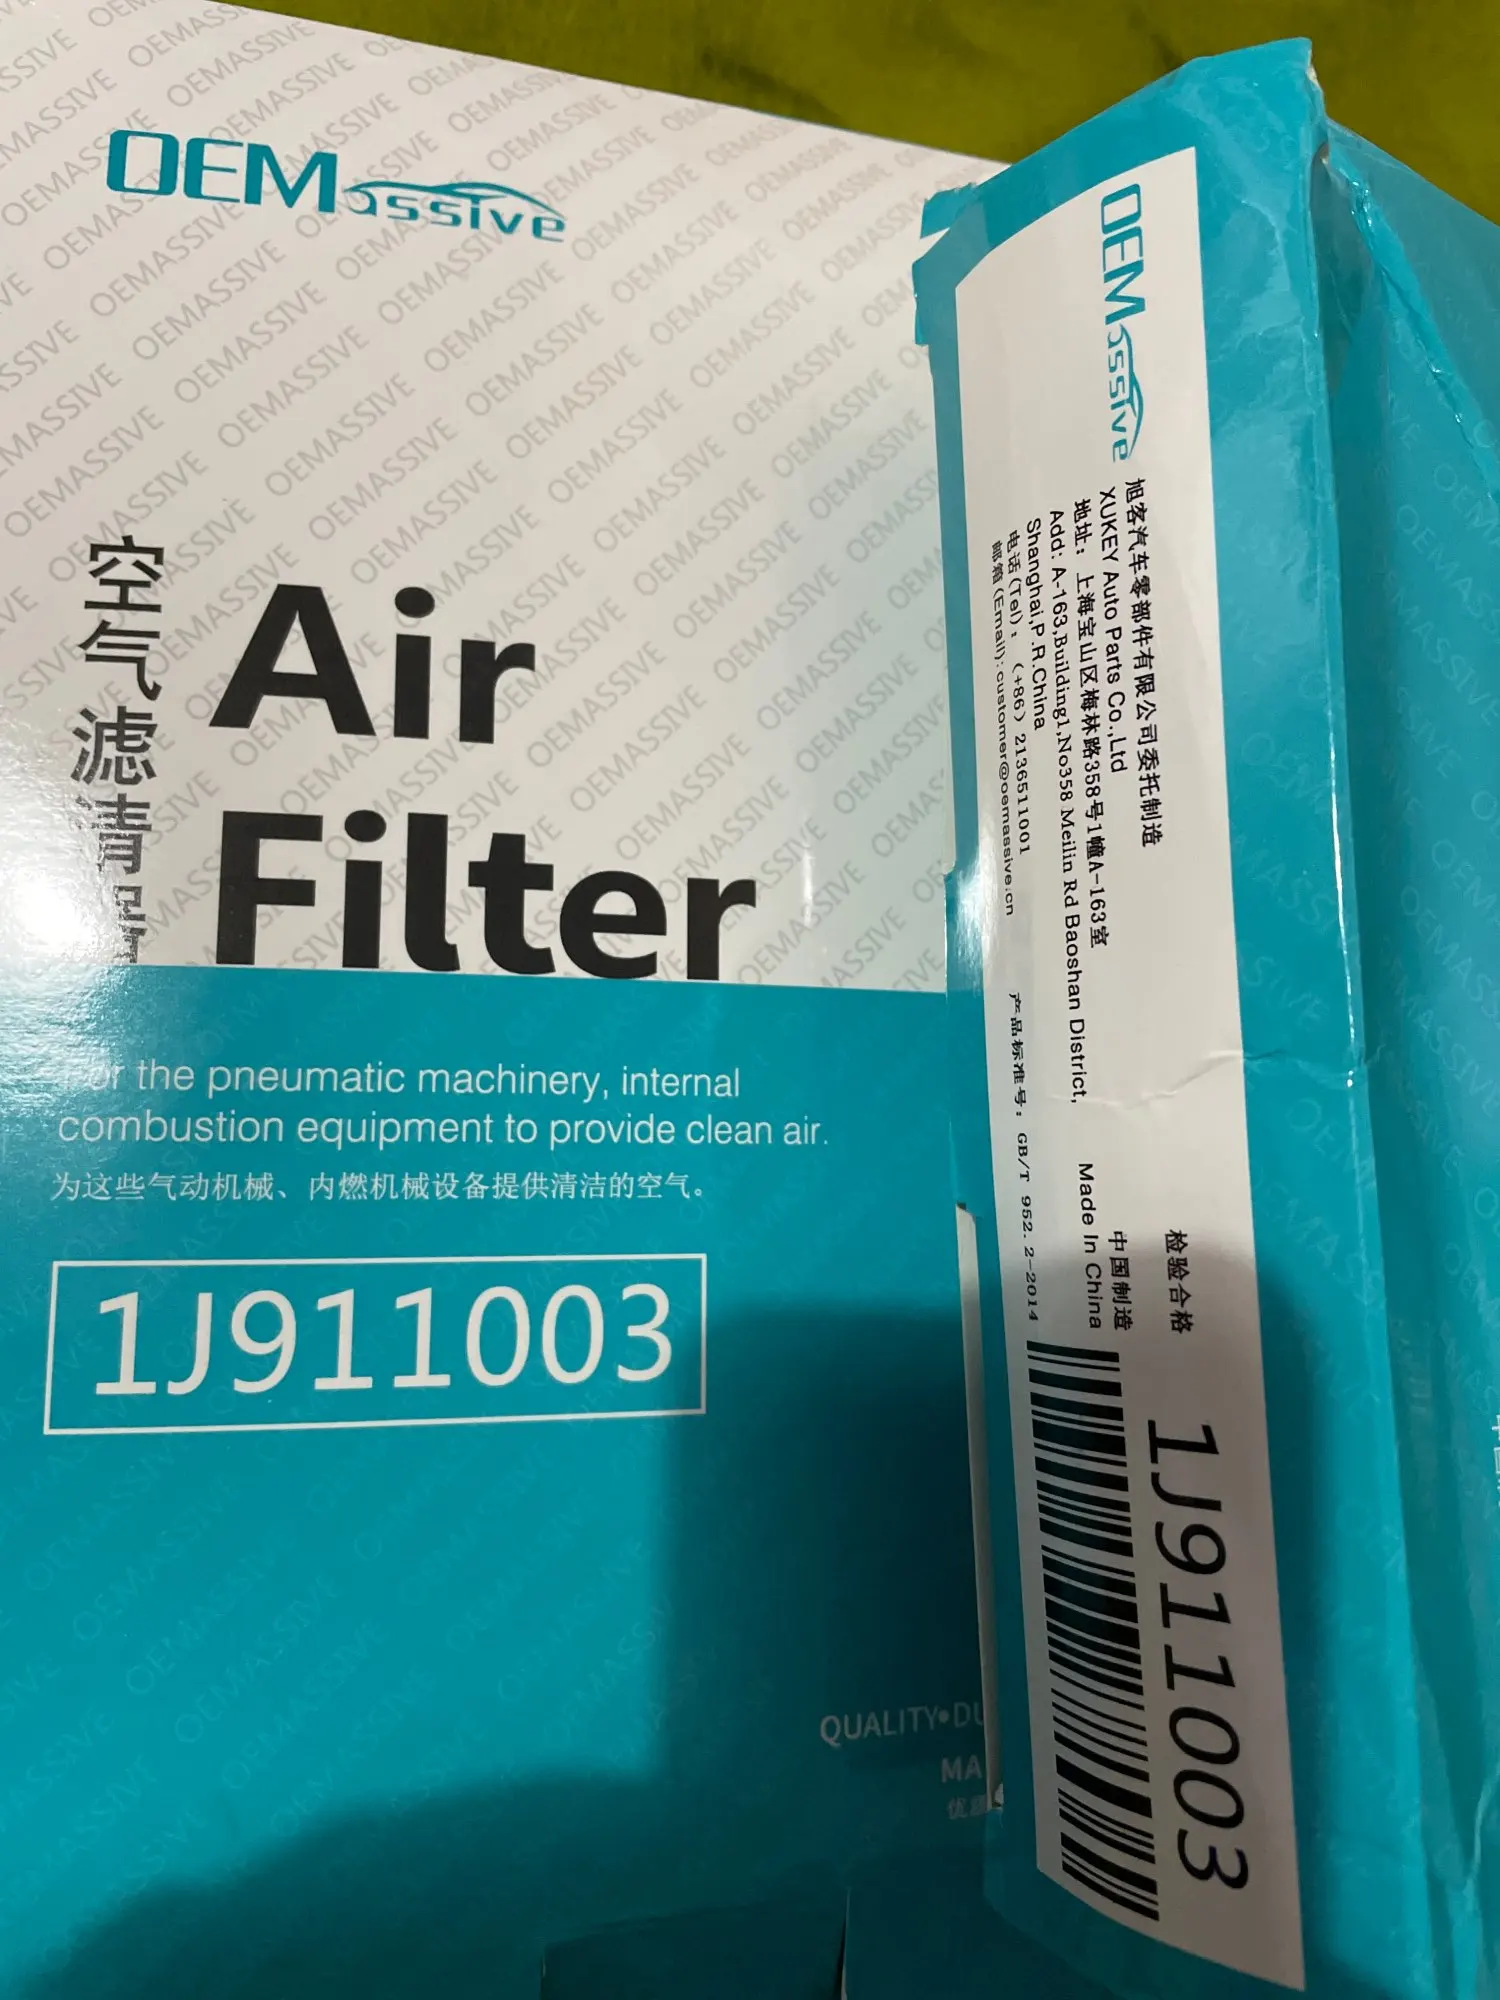 OEMassive
空气滤清器
Air
Filter
For the pneumatic machinery, internal
combustion equipment to provide clean air.
为这些气动机械、内燃机械设备提供清洁的空气。
1J911003
QUALITY•DU
MA
优质
OEMassive
旭客汽车零部件有限公司委托制造
XUKEY Auto Parts Co.,Ltd
地址：上海宝山区梅林路358号1幢A-163室
Add: A-163,Building1,No358 Meilin Rd Baoshan District,
Shanghai,P.R.China
电话(Tel)：（+86）2136511001
邮箱(Email):customer@oemassive.cn
产品标准号：GB/T 952.2-2014
检验合格
中国制造
Made In China
1J911003